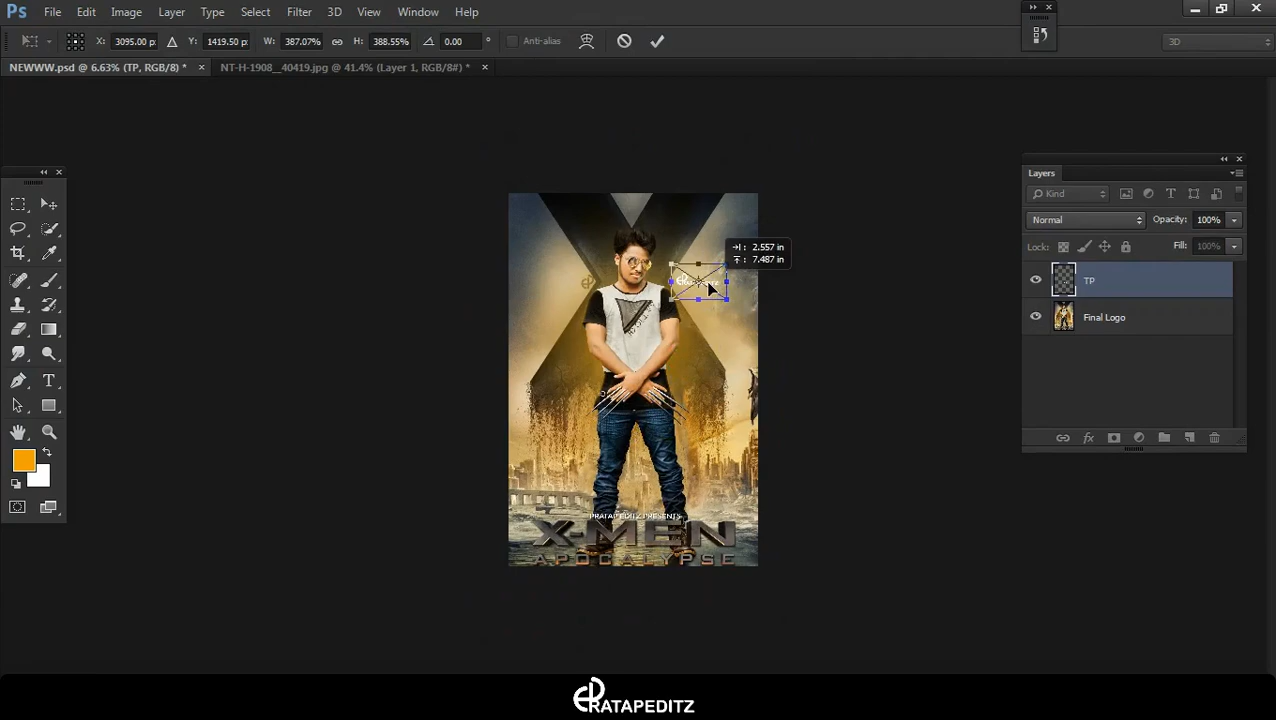 Ps File Edit Image Layer Type Select Filter 3D View Window Help
X: 3095.00 p: Y: 1419.50 p: W: 387.07% H: 388.55% 0.00 ° Anti-alias 3D
NEWWW.psd @ 6.63% (TP, RGB/8) * × NT-H-1908__40419.jpg @ 41.4% (Layer 1, RGB/8#) * ×
Layers
Kind
Normal Opacity: 100%
Lock: Fill: 100%
TP
Final Logo
2.557 in
7.487 in
PRATAPEDITZ PRESENTS
X-MEN
APOCALYPSE
PRATAPEDITZ